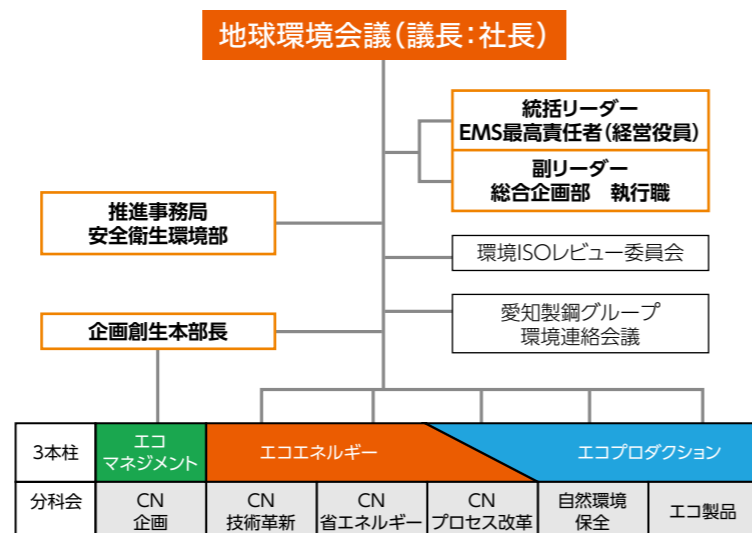 地球環境会議（議長：社長）
統括リーダー
EMS最高責任者（経営役員）
副リーダー
総合企画部　執行職
推進事務局
安全衛生環境部
環境ISOレビュー委員会
愛知製鋼グループ
環境連絡会議
企画創生本部長
3本柱
エコ
マネジメント
エコエネルギー
エコプロダクション
分科会
CN
企画
CN
技術革新
CN
省エネルギー
CN
プロセス改革
自然環境
保全
エコ製品